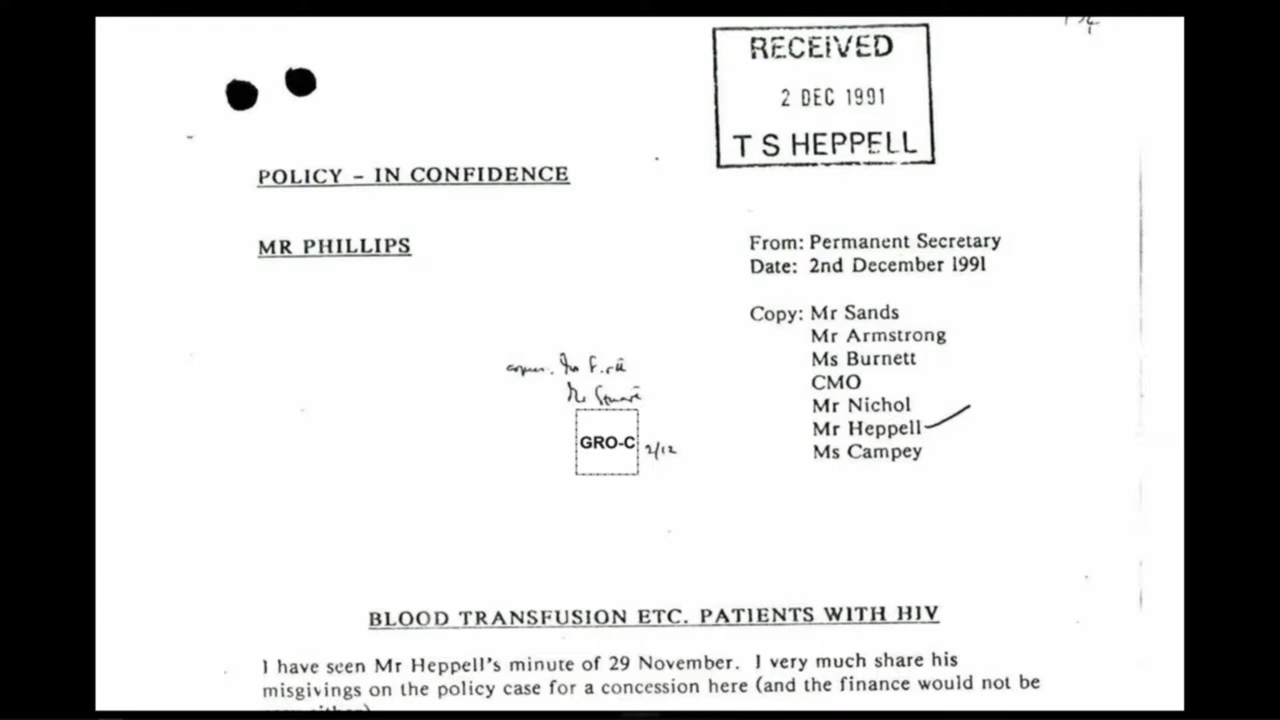 RECEIVED
2 DEC 1991
T S HEPPELL
POLICY – IN CONFIDENCE
MR PHILLIPS
From: Permanent Secretary
Date: 2nd December 1991
Copy: Mr Sands
Mr Armstrong
Ms Burnett
CMO
Mr Nichol
Mr Heppell
Ms Campey
GRO-C
2/12
BLOOD TRANSFUSION ETC. PATIENTS WITH HIV
I have seen Mr Heppell's minute of 29 November. I very much share his
misgivings on the policy case for a concession here (and the finance would not be